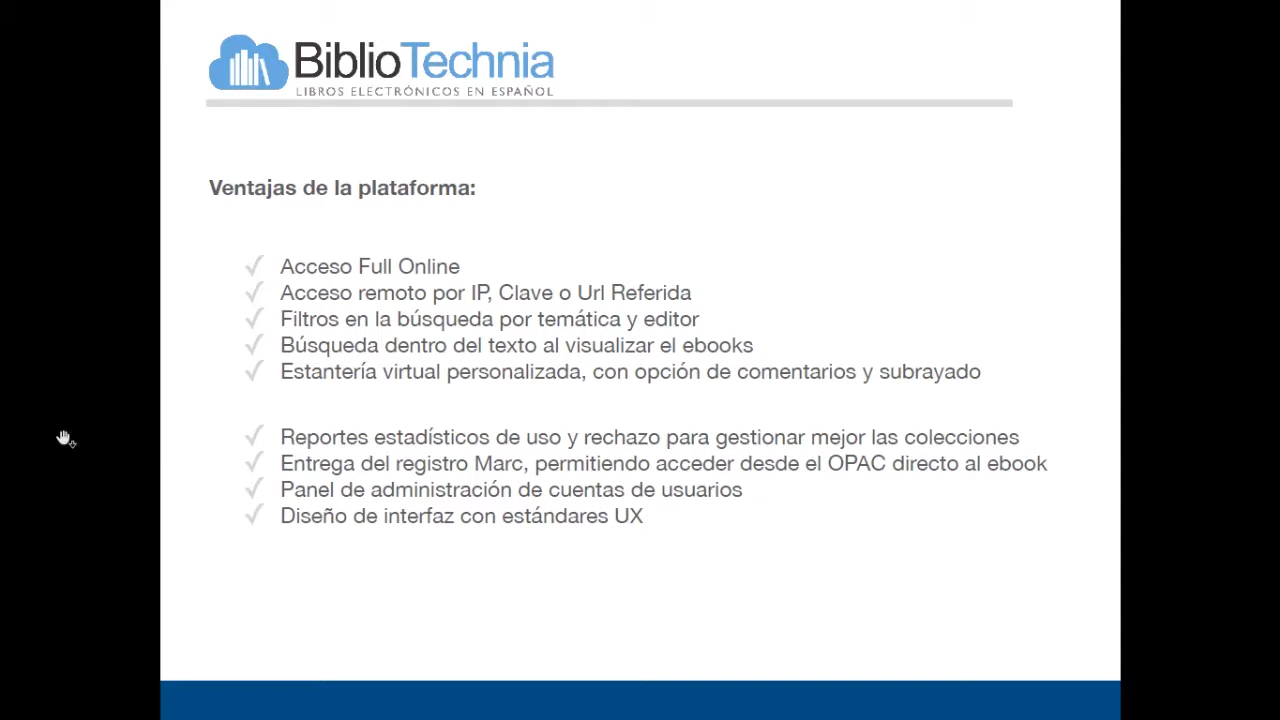 BiblioTechnia
LIBROS ELECTRÓNICOS EN ESPAÑOL
Ventajas de la plataforma:
Acceso Full Online
Acceso remoto por IP, Clave o Url Referida
Filtros en la búsqueda por temática y editor
Búsqueda dentro del texto al visualizar el ebooks
Estantería virtual personalizada, con opción de comentarios y subrayado
Reportes estadísticos de uso y rechazo para gestionar mejor las colecciones
Entrega del registro Marc, permitiendo acceder desde el OPAC directo al ebook
Panel de administración de cuentas de usuarios
Diseño de interfaz con estándares UX